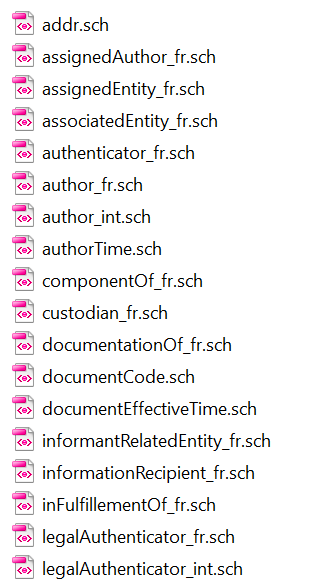 addr.sch
assignedAuthor_fr.sch
assignedEntity_fr.sch
associatedEntity_fr.sch
authenticator_fr.sch
author_fr.sch
author_int.sch
authorTime.sch
componentOf_fr.sch
custodian_fr.sch
documentationOf_fr.sch
documentCode.sch
documentEffectiveTime.sch
informantRelatedEntity_fr.sch
informationRecipient_fr.sch
inFulfillementOf_fr.sch
legalAuthenticator_fr.sch
legalAuthenticator_int.sch